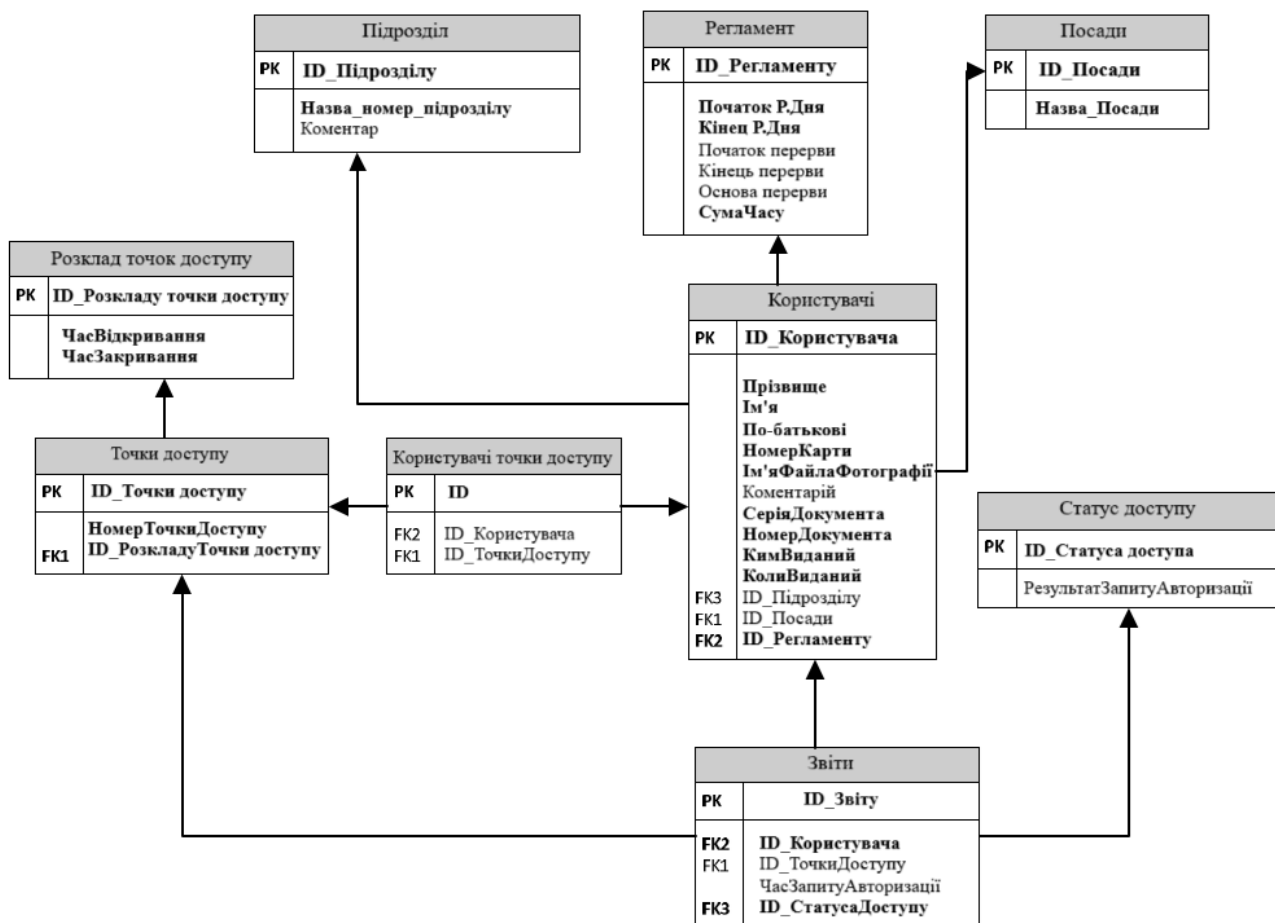 Підрозділ
PK ID_Підрозділу
Назва_номер_підрозділу
Коментар
Регламент
PK ID_Регламенту
Початок Р.Дня
Кінец Р.Дня
Початок перерви
Кінець перерви
Основа перерви
СумаЧасу
Посади
PK ID_Посади
Назва_Посади
Розклад точок доступу
PK ID_Розкладу точки доступу
ЧасВідкривання
ЧасЗакривання
Точки доступу
PK ID_Точки доступу
НомерТочкиДоступу
FK1 ID_РозкладуТочки доступу
Користувачі точки доступу
PK ID
FK2 ID_Користувача
FK1 ID_ТочкиДоступу
Користувачі
PK ID_Користувача
Прізвище
Ім'я
По-батькові
НомерКарти
Ім'яФайлаФотографії
Коментарій
СеріяДокумента
НомерДокумента
КимВиданий
КолиВиданий
FK3 ID_Підрозділу
FK1 ID_Посади
FK2 ID_Регламенту
Статус доступу
PK ID_Статуса доступа
РезультатЗапитуАвторизації
Звіти
PK ID_Звіту
FK2 ID_Користувача
FK1 ID_ТочкиДоступу
ЧасЗапитуАвторизації
FK3 ID_СтатусаДоступу